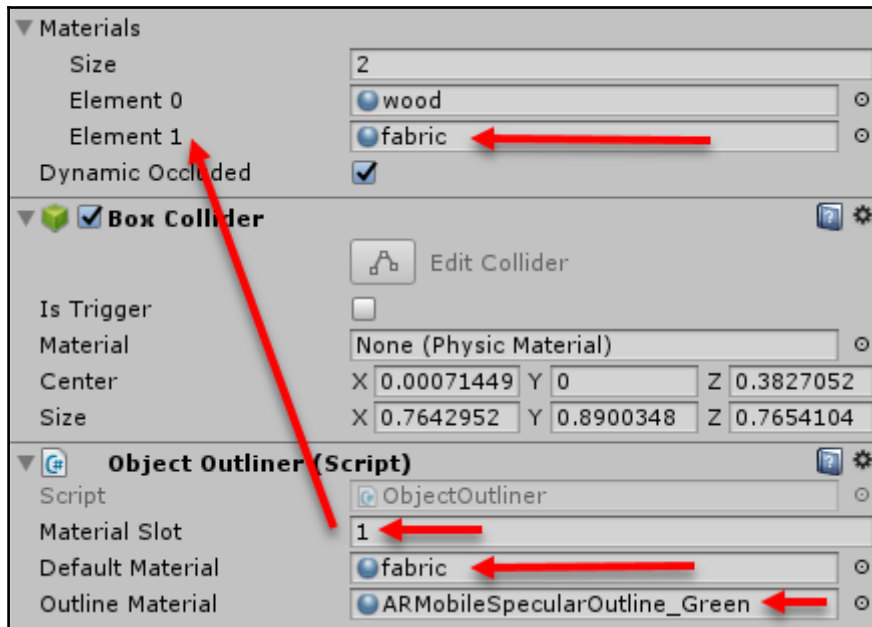 Materials
Size 2
Element 0 wood
Element 1 fabric
Dynamic Occluded
Box Collider
Edit Collider
Is Trigger
Material None (Physic Material)
Center X 0.00071449 Y 0 Z 0.3827052
Size X 0.7642952 Y 0.8900348 Z 0.7654104
Object Outliner (Script)
Script ObjectOutliner
Material Slot 1
Default Material fabric
Outline Material ARMobileSpecularOutline_Green